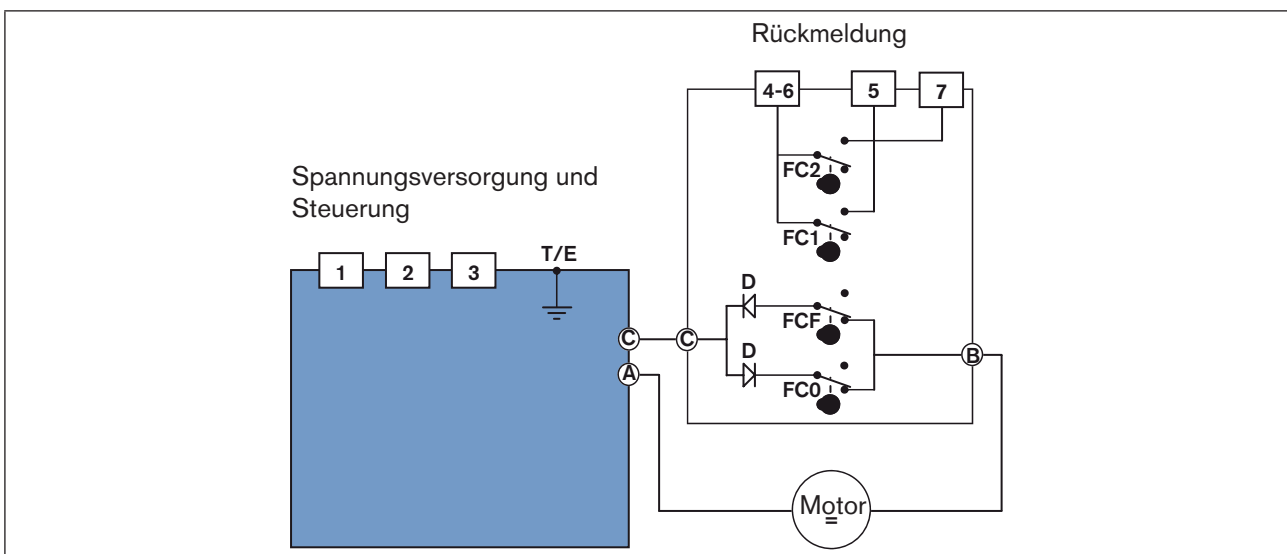 Rückmeldung
4-6 5 7
FC2
Spannungsversorgung und
Steuerung
FC1
T/E
1 2 3
D
FCF
C C
D
B
A
FC0
Motor
=